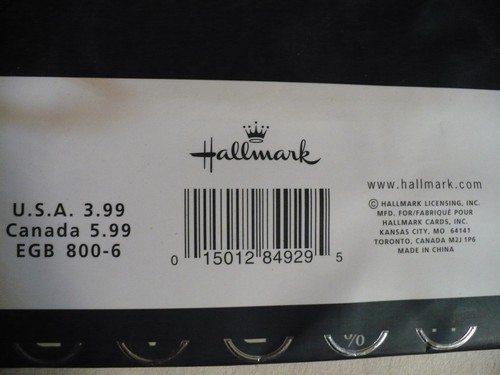 Hallmark
U.S.A. 3.99
Canada 5.99
EGB 800-6
0 15012 84929 5
www.hallmark.com
© HALLMARK LICENSING, INC.
MFD. FOR/FABRIQUÉ POUR
HALLMARK CARDS, INC.
KANSAS CITY, MO 64141
TORONTO, CANADA M2J 1P6
MADE IN CHINA
%